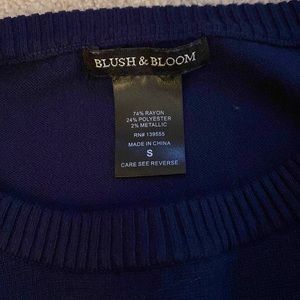 BLUSH & BLOOM
74% RAYON
24% POLYESTER
2% METALLIC
RN# 139555
MADE IN CHINA
S
CARE SEE REVERSE